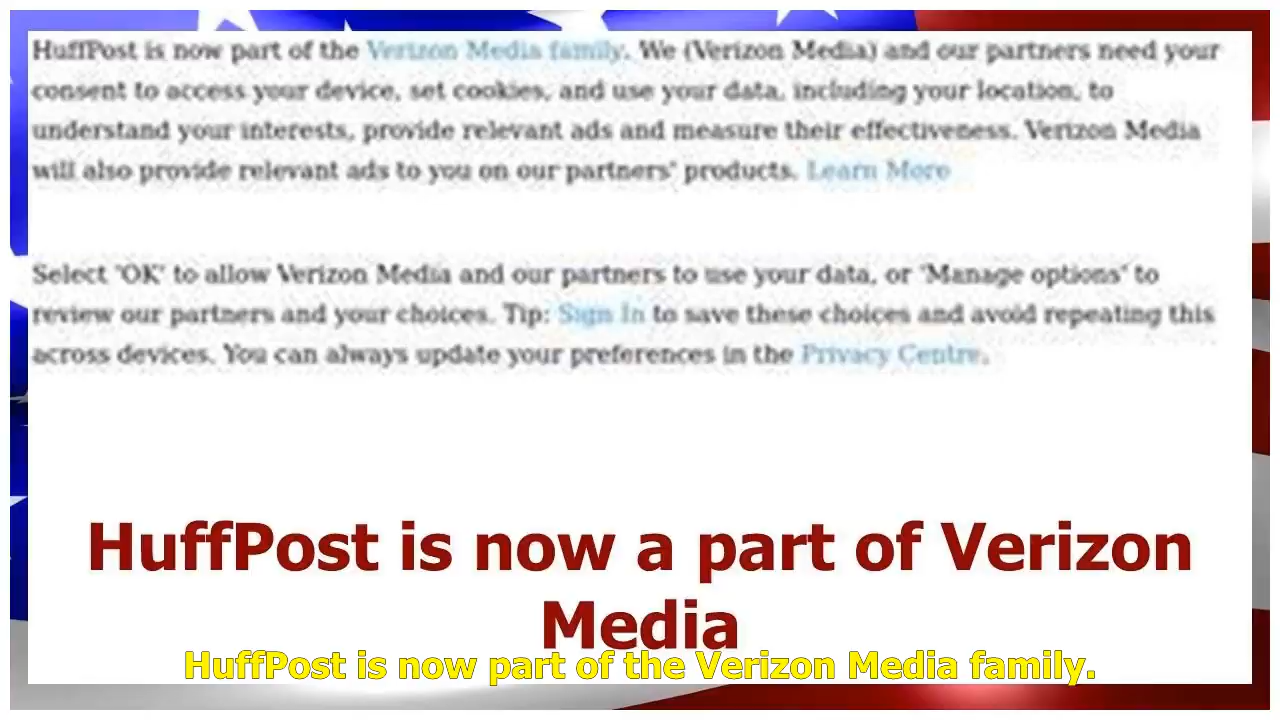 HuffPost is now part of the Verizon Media family. We (Verizon Media) and our partners need your
consent to access your device, set cookies, and use your data, including your location, to
understand your interests, provide relevant ads and measure their effectiveness. Verizon Media
will also provide relevant ads to you on our partners' products. Learn More
Select 'OK' to allow Verizon Media and our partners to use your data, or 'Manage options' to
review our partners and your choices. Tip: Sign In to save these choices and avoid repeating this
across devices. You can always update your preferences in the Privacy Centre.
HuffPost is now a part of Verizon
Media
HuffPost is now part of the Verizon Media family.